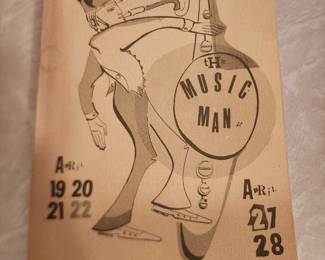 tHe
MUSIC
MAN
APRiL
19 20
21 22
APRiL
27
28